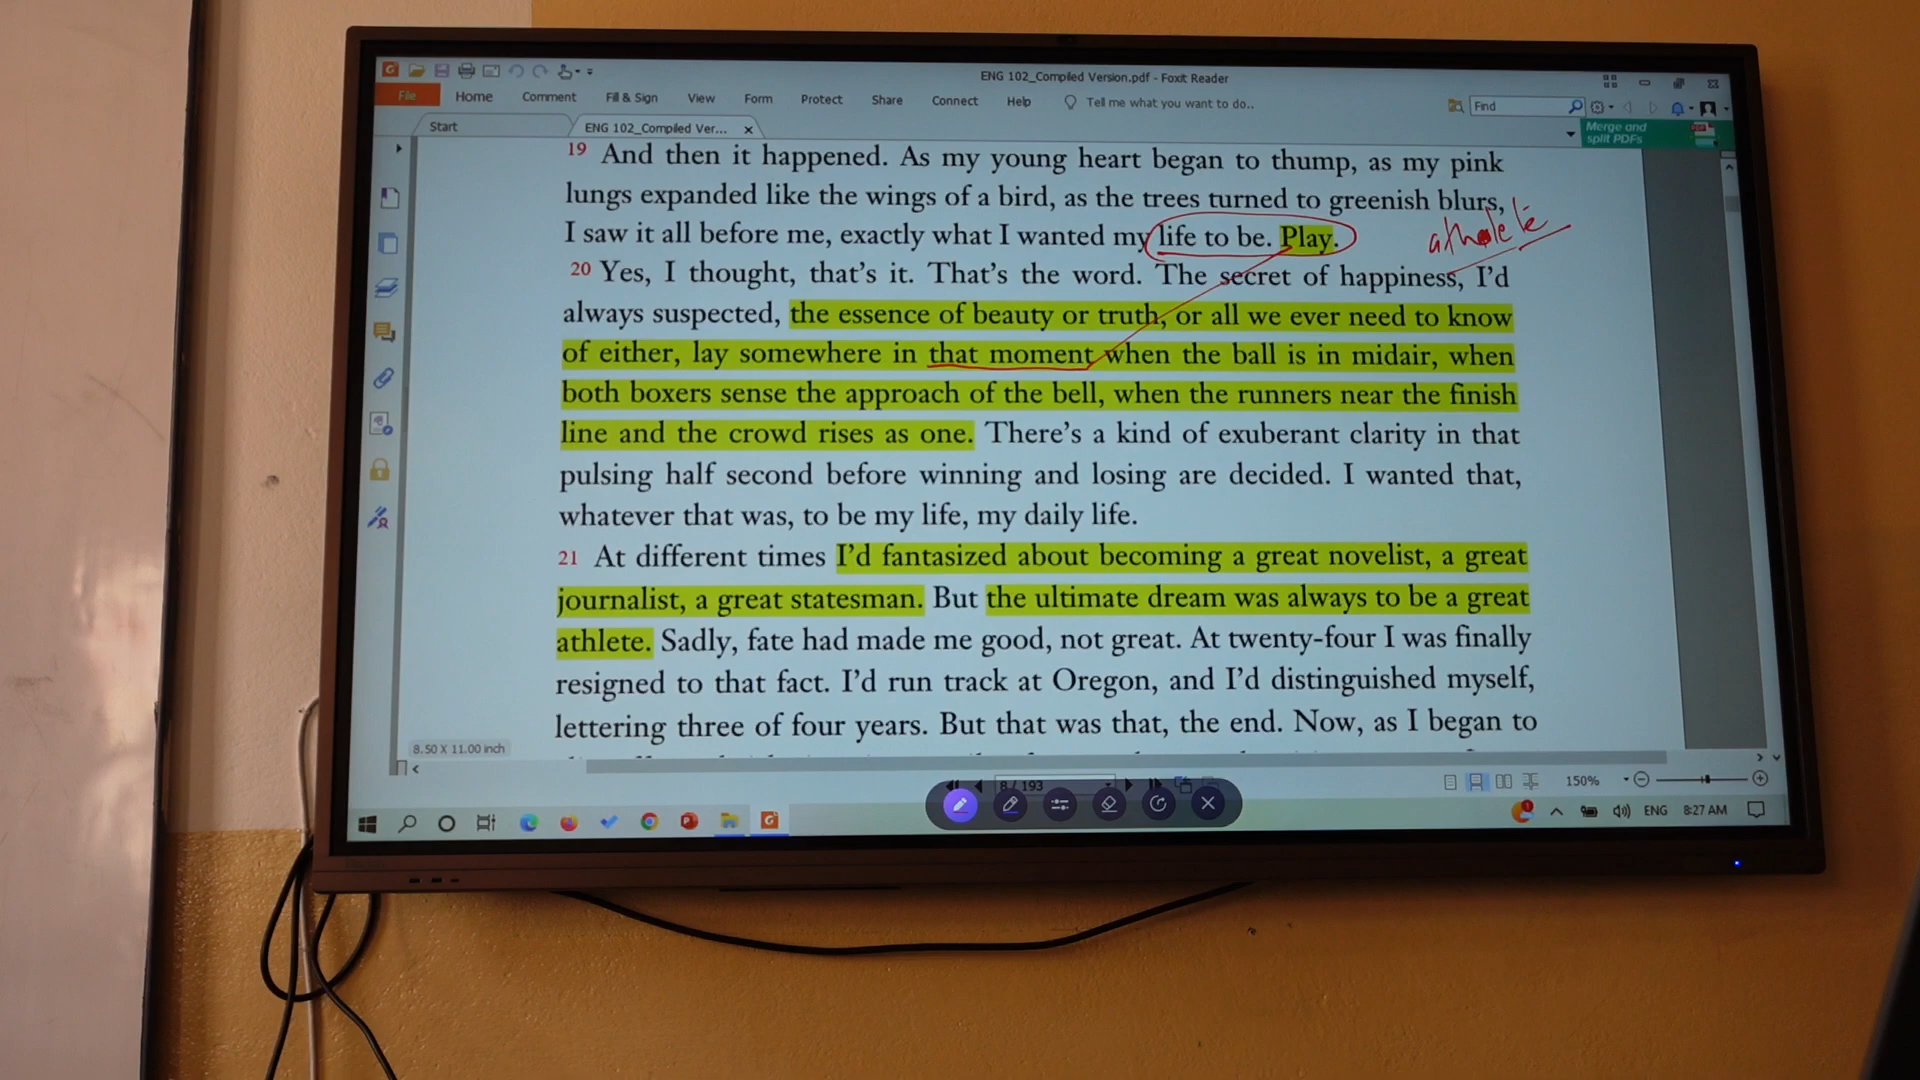 ENG 102_Compiled Version.pdf - Foxit Reader
File Home Comment Fill & Sign View Form Protect Share Connect Help Tell me what you want to do.. Find
Start ENG 102_Compiled Ver... Merge and
split PDFs
19 And then it happened. As my young heart began to thump, as my pink
lungs expanded like the wings of a bird, as the trees turned to greenish blurs,
I saw it all before me, exactly what I wanted my life to be. Play.
20 Yes, I thought, that's it. That's the word. The secret of happiness, I'd
always suspected, the essence of beauty or truth, or all we ever need to know
of either, lay somewhere in that moment when the ball is in midair, when
both boxers sense the approach of the bell, when the runners near the finish
line and the crowd rises as one. There's a kind of exuberant clarity in that
pulsing half second before winning and losing are decided. I wanted that,
whatever that was, to be my life, my daily life.
21 At different times I'd fantasized about becoming a great novelist, a great
journalist, a great statesman. But the ultimate dream was always to be a great
athlete. Sadly, fate had made me good, not great. At twenty-four I was finally
resigned to that fact. I'd run track at Oregon, and I'd distinguished myself,
lettering three of four years. But that was that, the end. Now, as I began to
8.50 X 11.00 inch
8 / 193 150%
ENG 8:27 AM